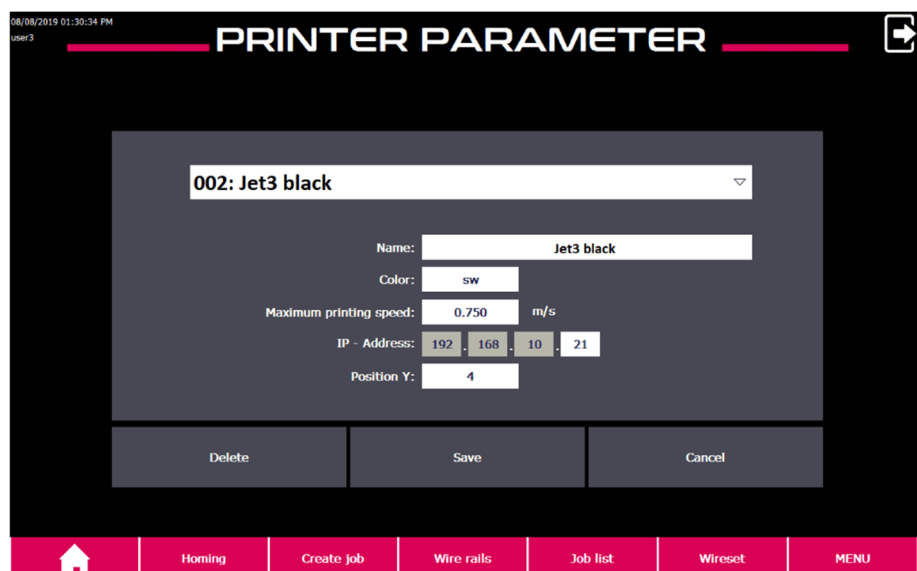 08/08/2019 01:30:34 PM
user3
PRINTER PARAMETER
002: Jet3 black
Name: Jet3 black
Color: sw
Maximum printing speed: 0.750 m/s
IP - Address: 192 . 168 . 10 . 21
Position Y: 4
Delete Save Cancel
Homing Create job Wire rails Job list Wireset MENU